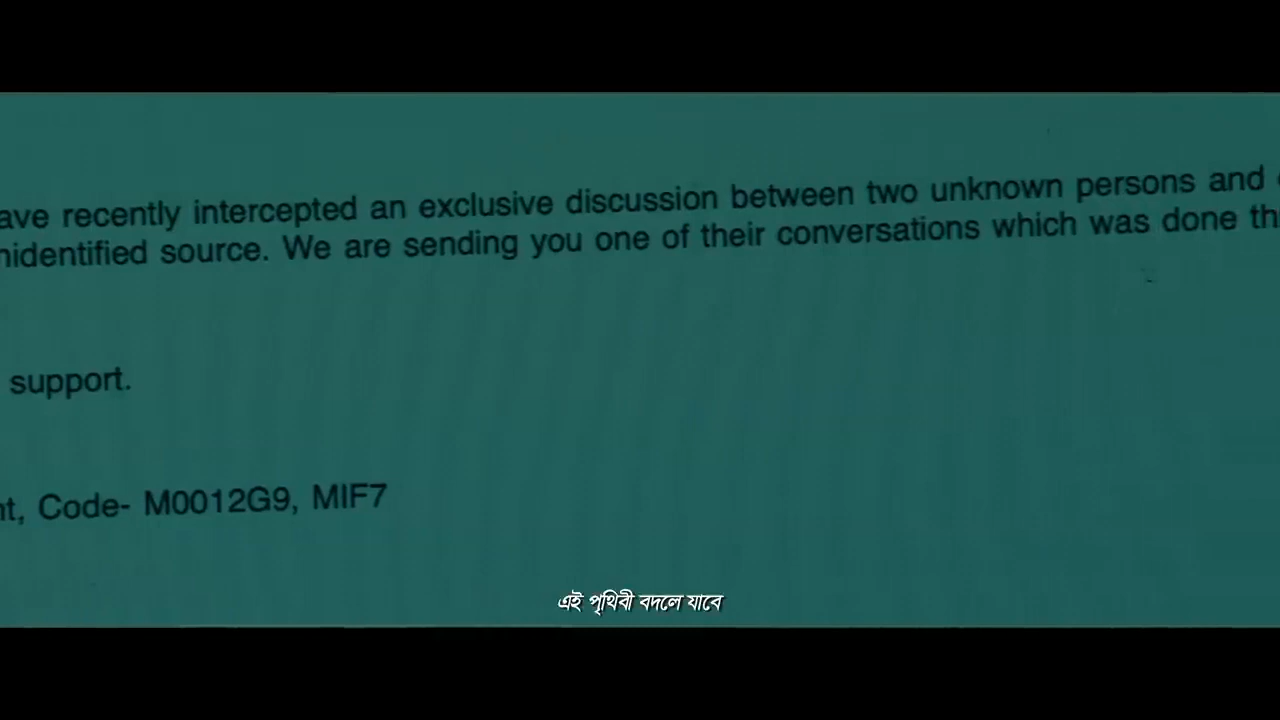 ave recently intercepted an exclusive discussion between two unknown persons and
nidentified source. We are sending you one of their conversations which was done th
support.
nt, Code- M0012G9, MIF7
এই পৃথিবী বদলে যাবে